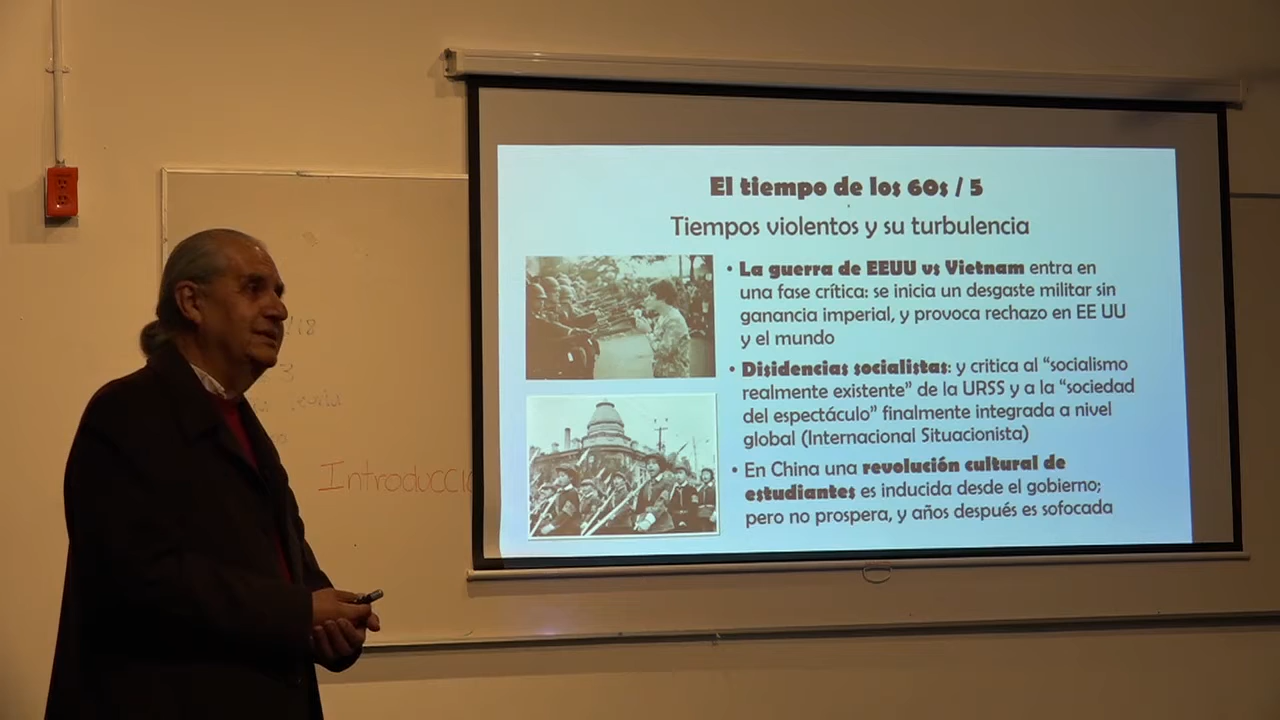 El tiempo de los 60s / 5
Tiempos violentos y su turbulencia
• La guerra de EEUU vs Vietnam entra en
una fase crítica: se inicia un desgaste militar sin
ganancia imperial, y provoca rechazo en EE UU
y el mundo
• Disidencias socialistas: y critica al “socialismo
realmente existente” de la URSS y a la “sociedad
del espectáculo” finalmente integrada a nivel
global (Internacional Situacionista)
• En China una revolución cultural de
estudiantes es inducida desde el gobierno;
pero no prospera, y años después es sofocada
Introducció